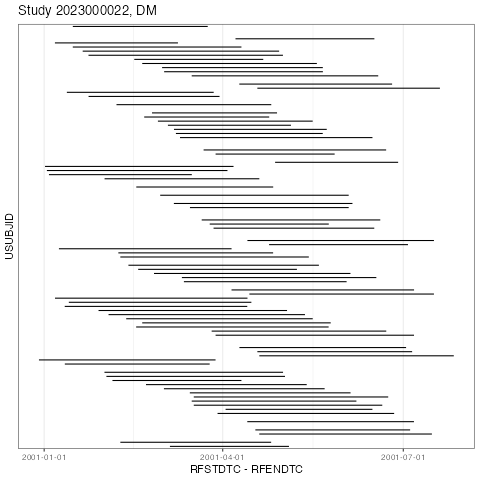 Study 2023000022, DM
USUBJID
2001-01-01
2001-04-01
2001-07-01
RFSTDTC - RFENDTC